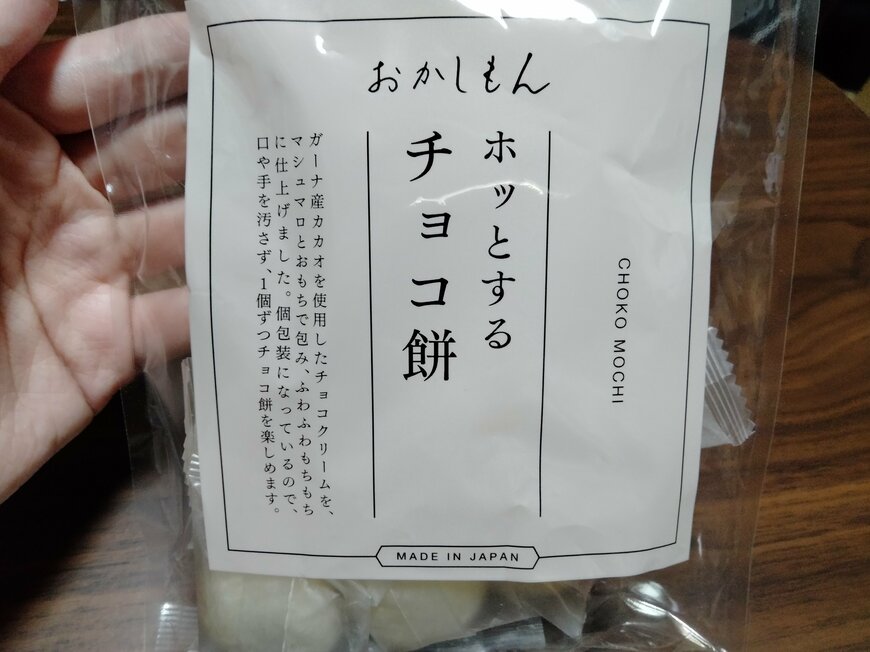 おかしもん
CHOKO MOCHI
ホッとする
チョコ餅
ガーナ産カカオを使用したチョコクリームを、
マシュマロとおもちで包み、ふわふわもちもち
に仕上げました。個包装になっているので、
口や手を汚さず、1個ずつチョコ餅を楽しめます。
MADE IN JAPAN